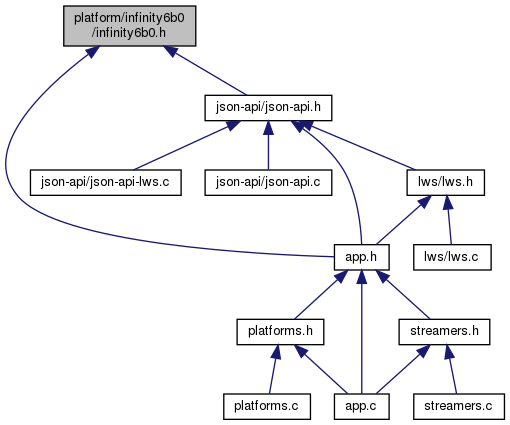 platform/infinity6b0
/infinity6b0.h
json-api/json-api.h
json-api/json-api-lws.c
json-api/json-api.c
lws/lws.h
app.h
lws/lws.c
platforms.h
streamers.h
platforms.c
app.c
streamers.c